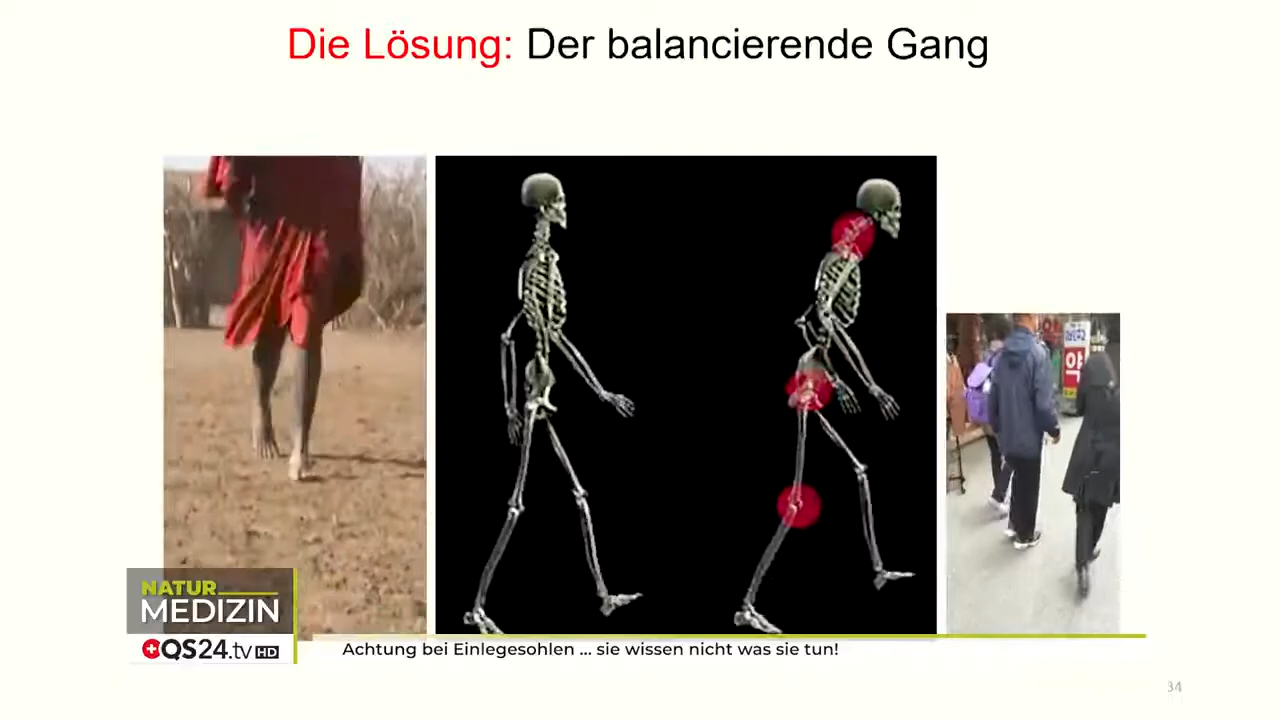 Die Lösung: Der balancierende Gang
NATUR
MEDIZIN
QS24.tv HD
Achtung bei Einlegesohlen ... sie wissen nicht was sie tun!
34